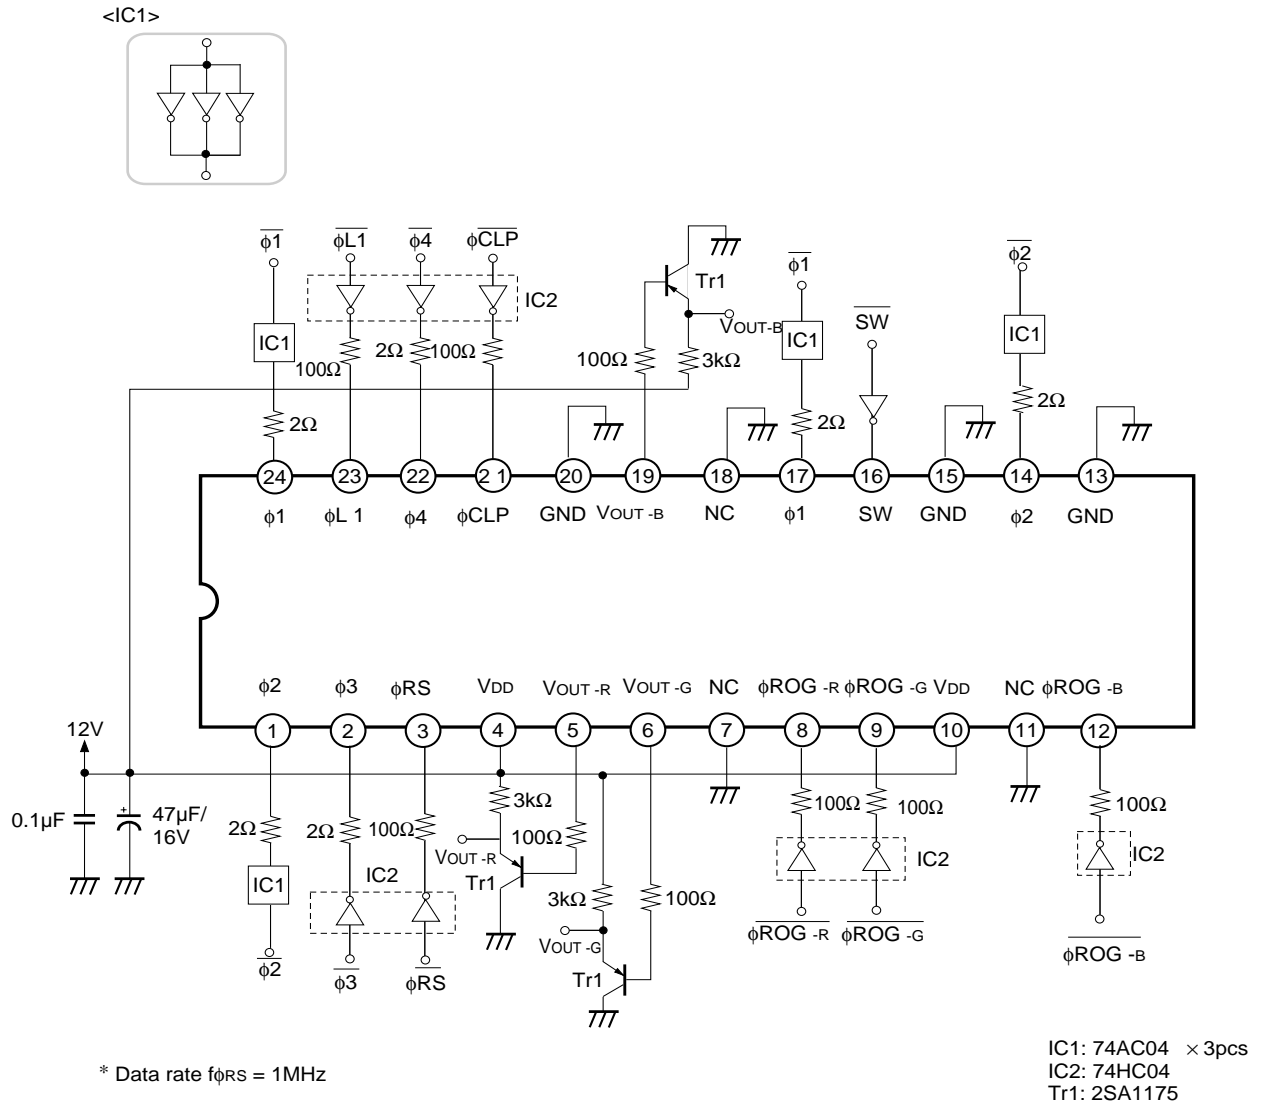 <IC1>
φ1
φL1
φ4
φCLP
IC2
Tr1
VOUT-B
φ1
SW
φ2
IC1
100Ω
2Ω
100Ω
100Ω
3kΩ
IC1
IC1
2Ω
2Ω
2Ω
24 23 22 2 1 20 19 18 17 16 15 14 13
φ1 φL 1 φ4 φCLP GND VOUT -B NC φ1 SW GND φ2 GND
φ2 φ3 φRS VDD VOUT -R VOUT -G NC φROG -R φROG -G VDD NC φROG -B
1 2 3 4 5 6 7 8 9 10 11 12
12V
0.1µF
47µF/
16V
2Ω
2Ω
100Ω
3kΩ
100Ω
VOUT -R
Tr1
IC1
IC2
3kΩ
100Ω
VOUT -G
Tr1
100Ω
100Ω
IC2
100Ω
IC2
φ2
φ3
φRS
φROG -R
φROG -G
φROG -B
* Data rate fφRS = 1MHz
IC1: 74AC04 × 3pcs
IC2: 74HC04
Tr1: 2SA1175